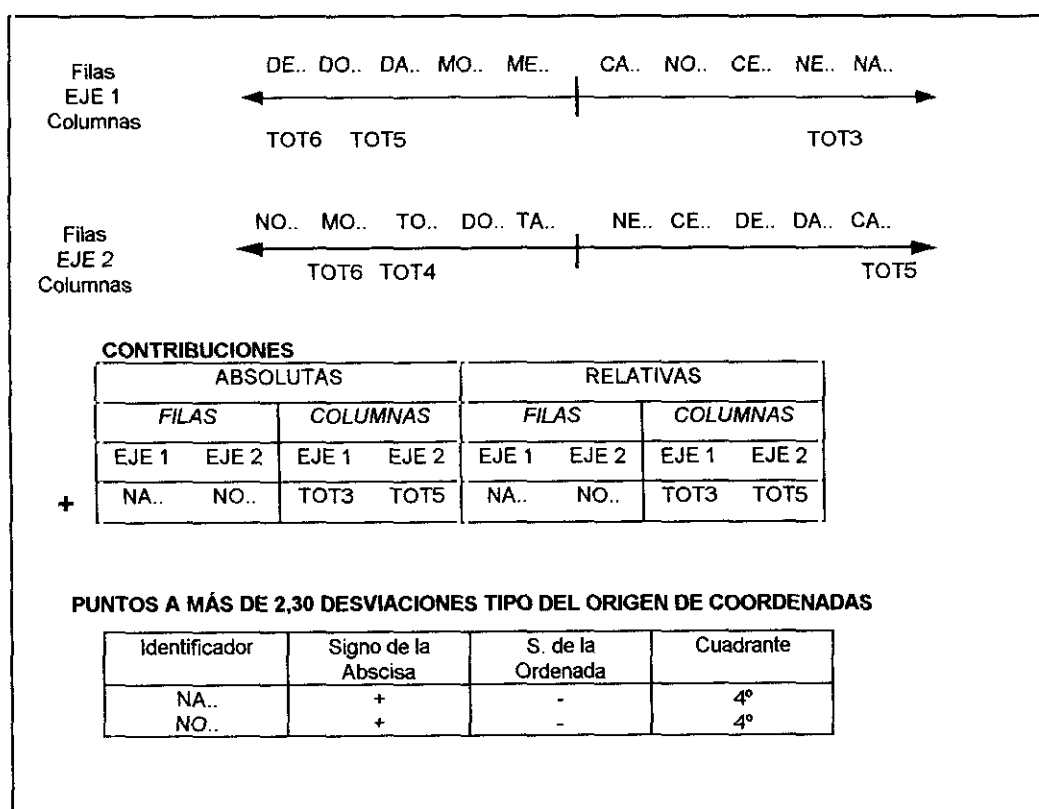 DE.. DO.. DA.. MO.. ME.. CA.. NO.. CE.. NE.. NA..
Filas
EJE 1
Columnas
TOT6 TOT5 TOT3
NO.. MO.. TO.. DO.. TA.. NE.. CE.. DE.. DA.. CA..
Filas
EJE 2
Columnas
TOT6 TOT4 TOT5
CONTRIBUCIONES
ABSOLUTAS RELATIVAS
FILAS COLUMNAS FILAS COLUMNAS
EJE 1 EJE 2 EJE 1 EJE 2 EJE 1 EJE 2 EJE 1 EJE 2
+ NA.. NO.. TOT3 TOT5 NA.. NO.. TOT3 TOT5
PUNTOS A MÁS DE 2,30 DESVIACIONES TIPO DEL ORIGEN DE COORDENADAS
Identificador Signo de la Abscisa S. de la Ordenada Cuadrante
NA.. + - 4º
NO.. + - 4º